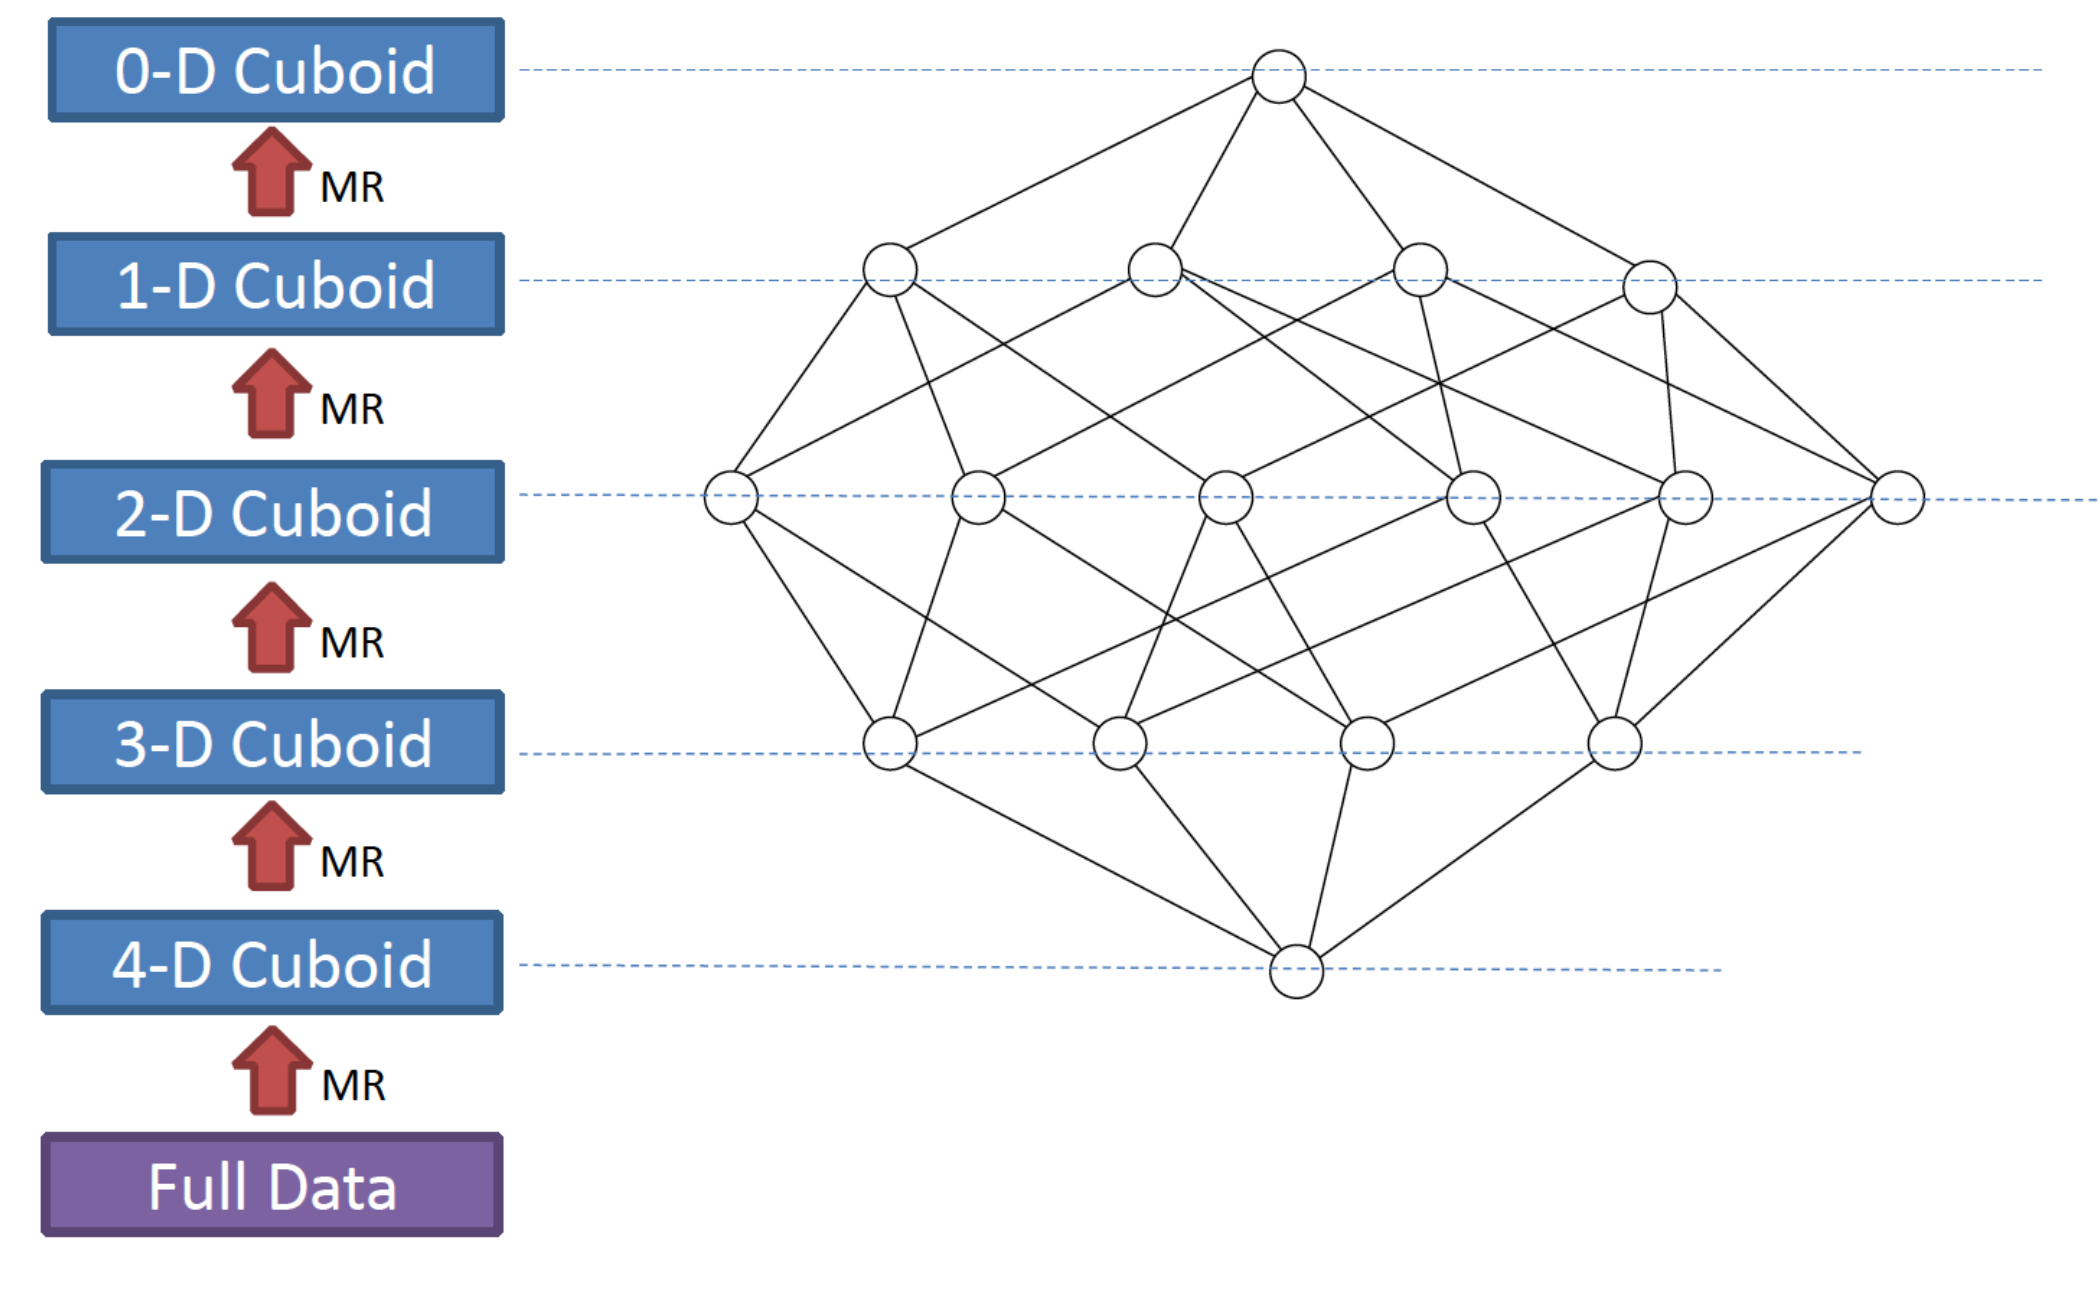 0-D Cuboid
MR
1-D Cuboid
MR
2-D Cuboid
MR
3-D Cuboid
MR
4-D Cuboid
MR
Full Data